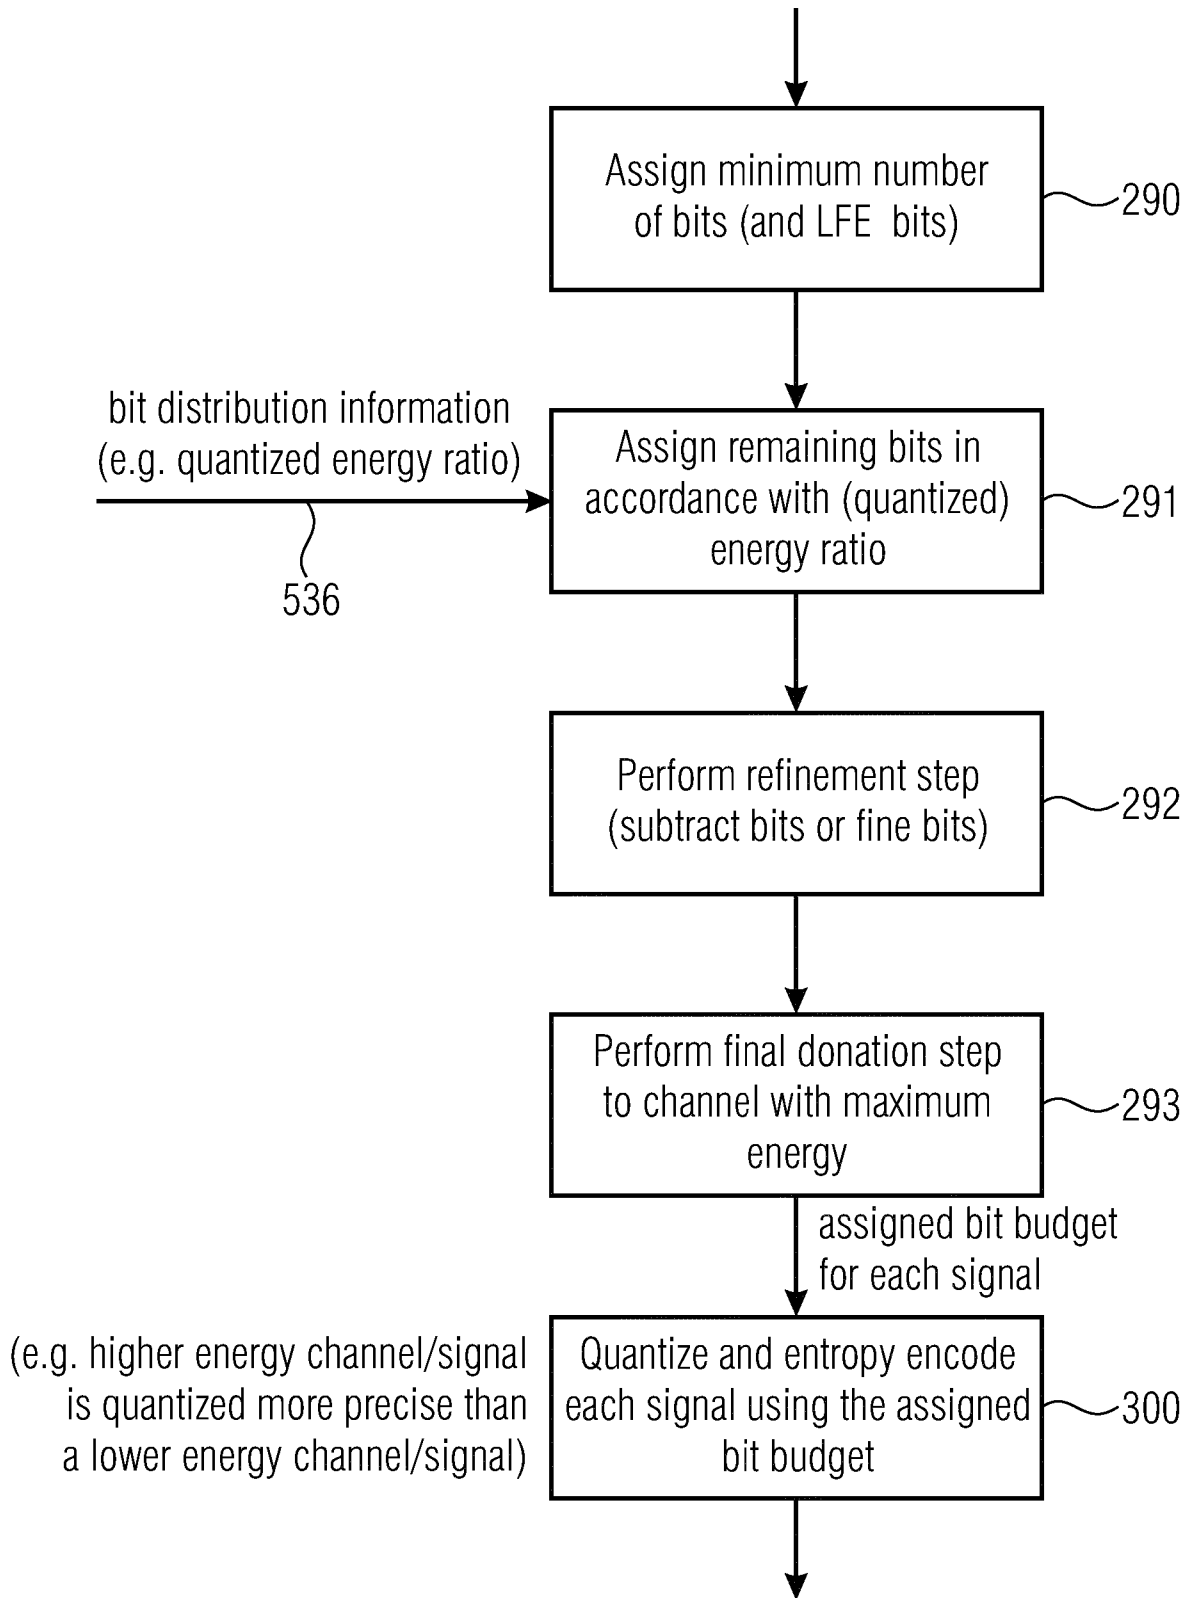 Assign minimum number
of bits (and LFE bits)
290
bit distribution information
(e.g. quantized energy ratio)
536
Assign remaining bits in
accordance with (quantized)
energy ratio
291
Perform refinement step
(subtract bits or fine bits)
292
Perform final donation step
to channel with maximum
energy
293
assigned bit budget
for each signal
(e.g. higher energy channel/signal
is quantized more precise than
a lower energy channel/signal)
Quantize and entropy encode
each signal using the assigned
bit budget
300